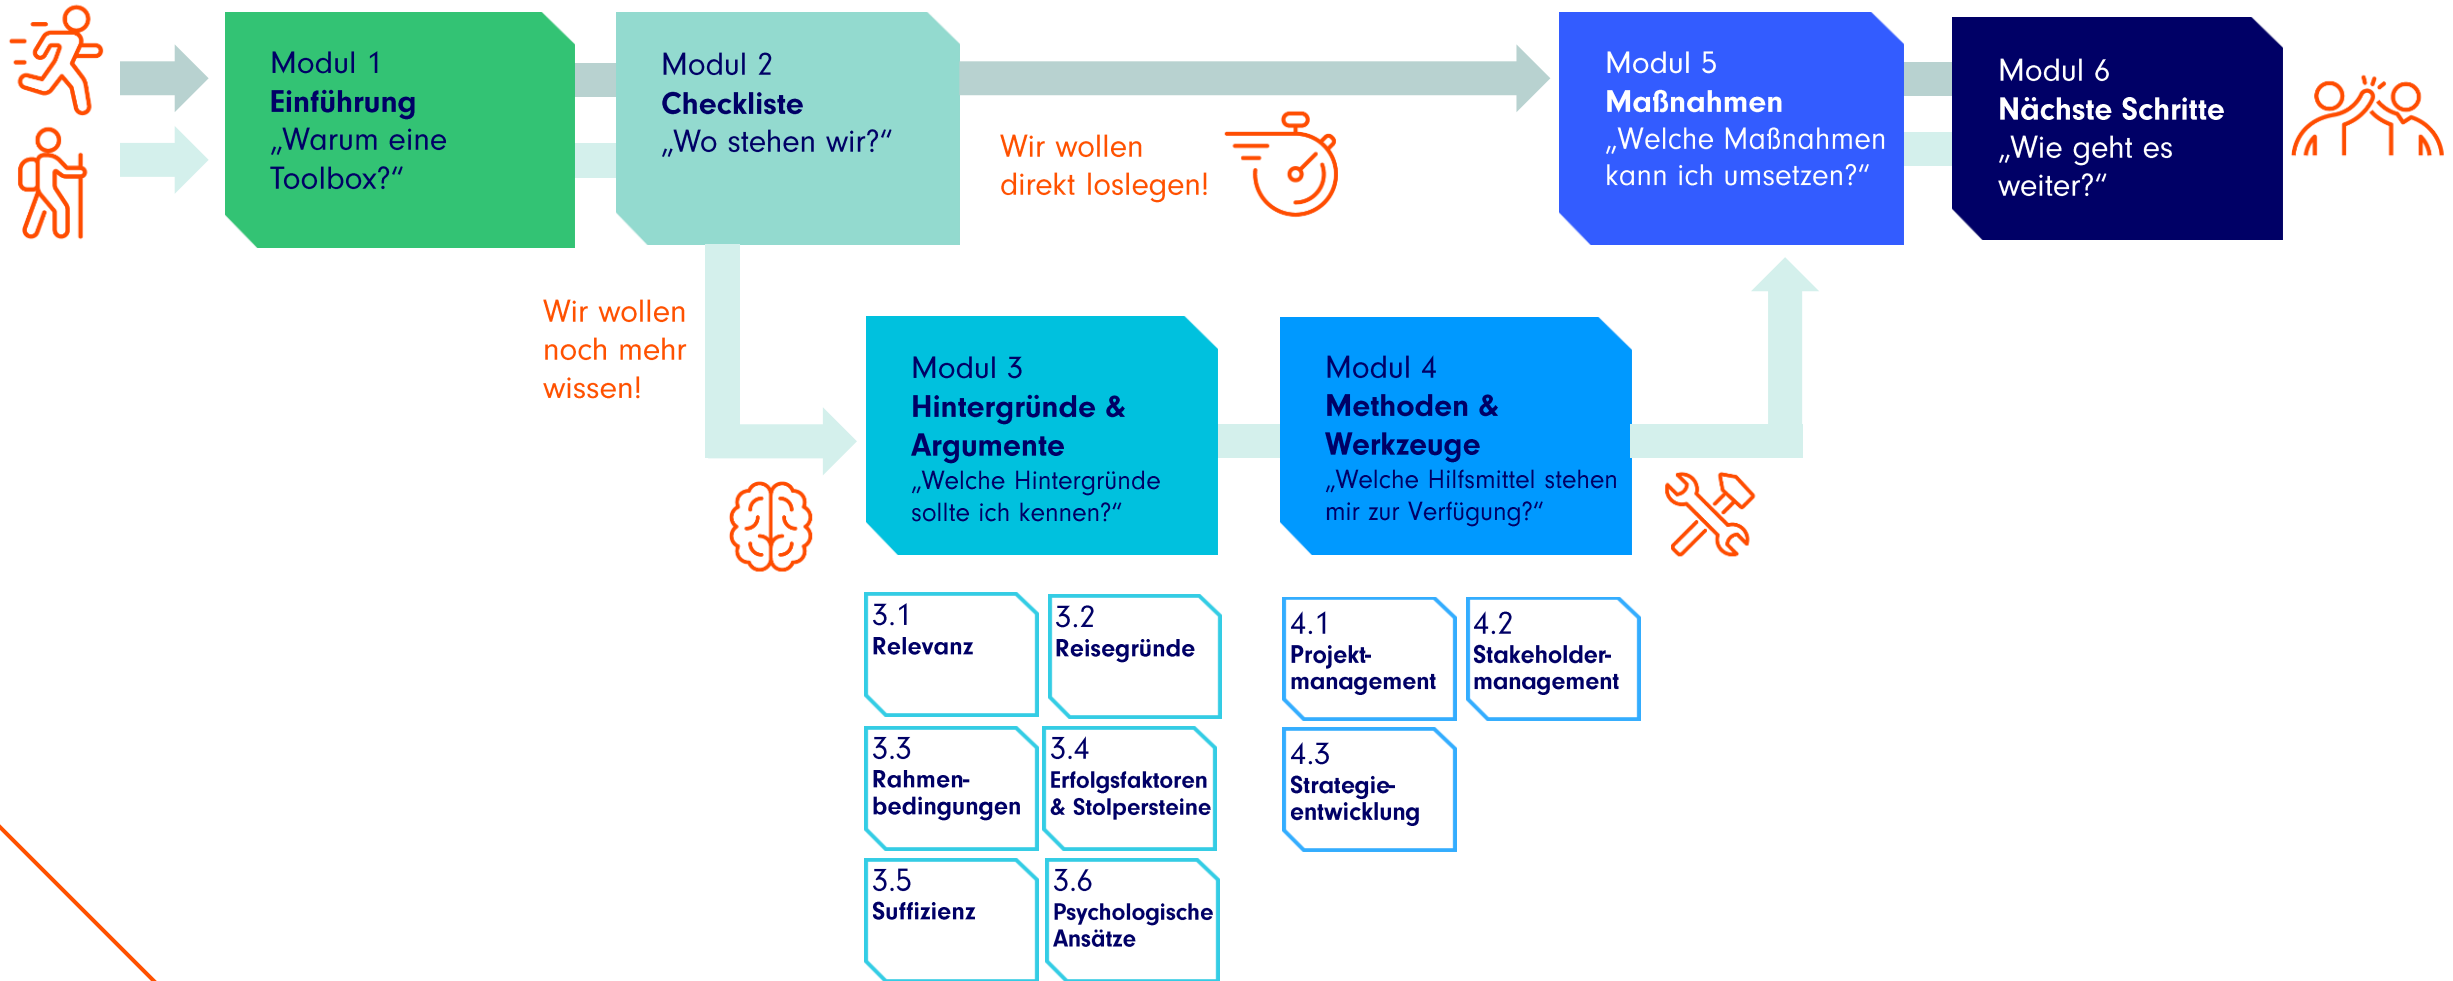 Modul 1
Einführung
„Warum eine
Toolbox?“
Modul 2
Checkliste
„Wo stehen wir?“
Wir wollen
direkt loslegen!
Modul 5
Maßnahmen
„Welche Maßnahmen
kann ich umsetzen?“
Modul 6
Nächste Schritte
„Wie geht es
weiter?“
Wir wollen
noch mehr
wissen!
Modul 3
Hintergründe &
Argumente
„Welche Hintergründe
sollte ich kennen?“
Modul 4
Methoden &
Werkzeuge
„Welche Hilfsmittel stehen
mir zur Verfügung?“
3.1
Relevanz
3.2
Reisegründe
3.3
Rahmen-
bedingungen
3.4
Erfolgsfaktoren
& Stolpersteine
3.5
Suffizienz
3.6
Psychologische
Ansätze
4.1
Projekt-
management
4.2
Stakeholder-
management
4.3
Strategie-
entwicklung